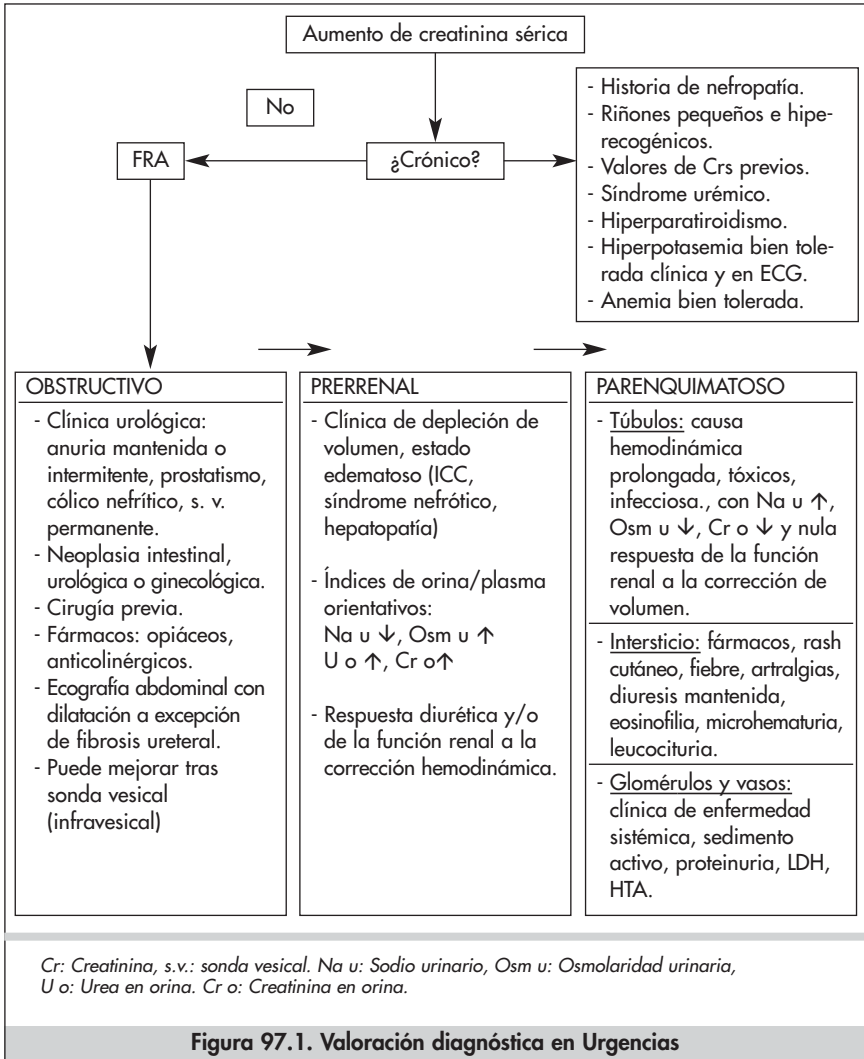 Aumento de creatinina sérica
No
FRA
¿Crónico?
- Historia de nefropatía.
- Riñones pequeños e hipe-
recogénicos.
- Valores de Crs previos.
- Síndrome urémico.
- Hiperparatiroidismo.
- Hiperpotasemia bien tole-
rada clínica y en ECG.
- Anemia bien tolerada.
OBSTRUCTIVO
- Clínica urológica:
anuria mantenida o
intermitente, prostatismo,
cólico nefrítico, s. v.
permanente.
- Neoplasia intestinal,
urológica o ginecológica.
- Cirugía previa.
- Fármacos: opiáceos,
anticolinérgicos.
- Ecografía abdominal con
dilatación a excepción
de fibrosis ureteral.
- Puede mejorar tras
sonda vesical
(infravesical)
PRERRENAL
- Clínica de depleción de
volumen, estado
edematoso (ICC,
síndrome nefrótico,
hepatopatía)
- Índices de orina/plasma
orientativos:
Na u ↓, Osm u ↑
U o ↑, Cr o↑
- Respuesta diurética y/o
de la función renal a la
corrección hemodinámica.
PARENQUIMATOSO
- Túbulos: causa
hemodinámica
prolongada, tóxicos,
infecciosa., con Na u ↑,
Osm u ↓, Cr o ↓ y nula
respuesta de la función
renal a la corrección de
volumen.
- Intersticio: fármacos, rash
cutáneo, fiebre, artralgias,
diuresis mantenida,
eosinofilia, microhematuria,
leucocituria.
- Glomérulos y vasos:
clínica de enfermedad
sistémica, sedimento
activo, proteinuria, LDH,
HTA.
Cr: Creatinina, s.v.: sonda vesical. Na u: Sodio urinario, Osm u: Osmolaridad urinaria,
U o: Urea en orina. Cr o: Creatinina en orina.
Figura 97.1. Valoración diagnóstica en Urgencias